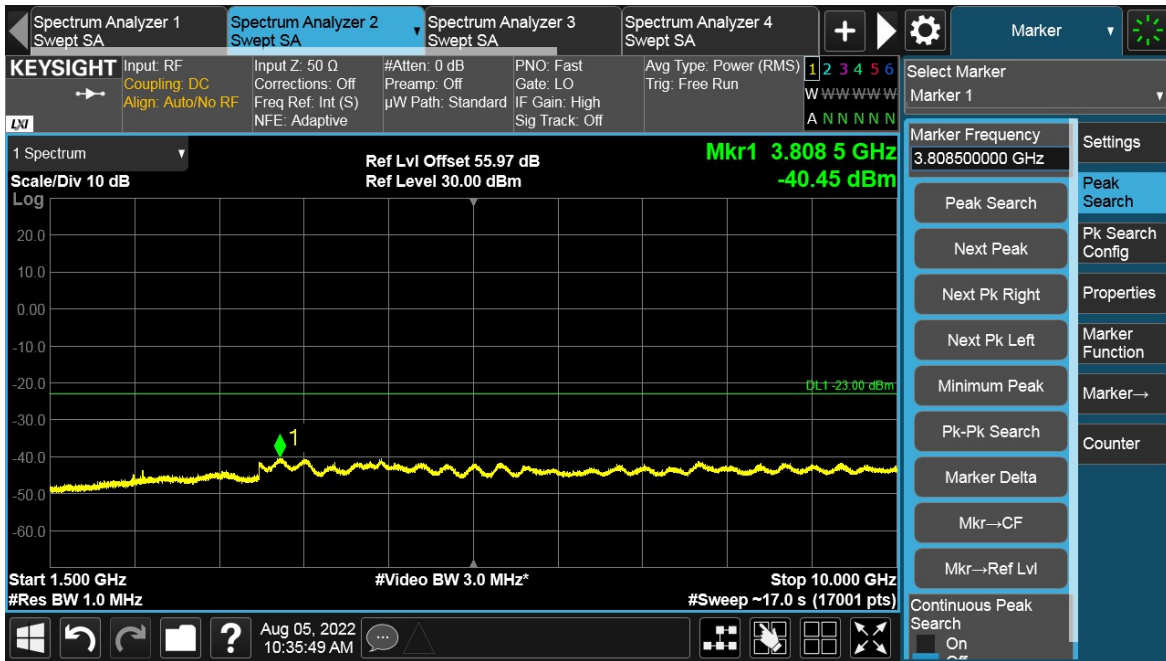 Spectrum Analyzer 1
Swept SA
Spectrum Analyzer 2
Swept SA
Spectrum Analyzer 3
Swept SA
Spectrum Analyzer 4
Swept SA
+
Marker
KEYSIGHT
LXI
Input: RF
Coupling: DC
Align: Auto/No RF
Input Z: 50 Ω
Corrections: Off
Freq Ref: Int (S)
NFE: Adaptive
#Atten: 0 dB
Preamp: Off
µW Path: Standard
PNO: Fast
Gate: LO
IF Gain: High
Sig Track: Off
Avg Type: Power (RMS)
Trig: Free Run
1 2 3 4 5 6
W W W W W W
A N N N N N
Select Marker
Marker 1
1 Spectrum
Scale/Div 10 dB
Ref Lvl Offset 55.97 dB
Ref Level 30.00 dBm
Mkr1 3.808 5 GHz
-40.45 dBm
Log
20.0
10.0
0.00
-10.0
-20.0
-30.0
-40.0
-50.0
-60.0
DL1 -23.00 dBm
1
Start 1.500 GHz
#Res BW 1.0 MHz
#Video BW 3.0 MHz*
Stop 10.000 GHz
#Sweep ~17.0 s (17001 pts)
Marker Frequency
3.808500000 GHz
Peak Search
Next Peak
Next Pk Right
Next Pk Left
Minimum Peak
Pk-Pk Search
Marker Delta
Mkr→CF
Mkr→Ref Lvl
Continuous Peak
Search
On
Off
Settings
Peak
Search
Pk Search
Config
Properties
Marker
Function
Marker→
Counter
?
Aug 05, 2022
10:35:49 AM